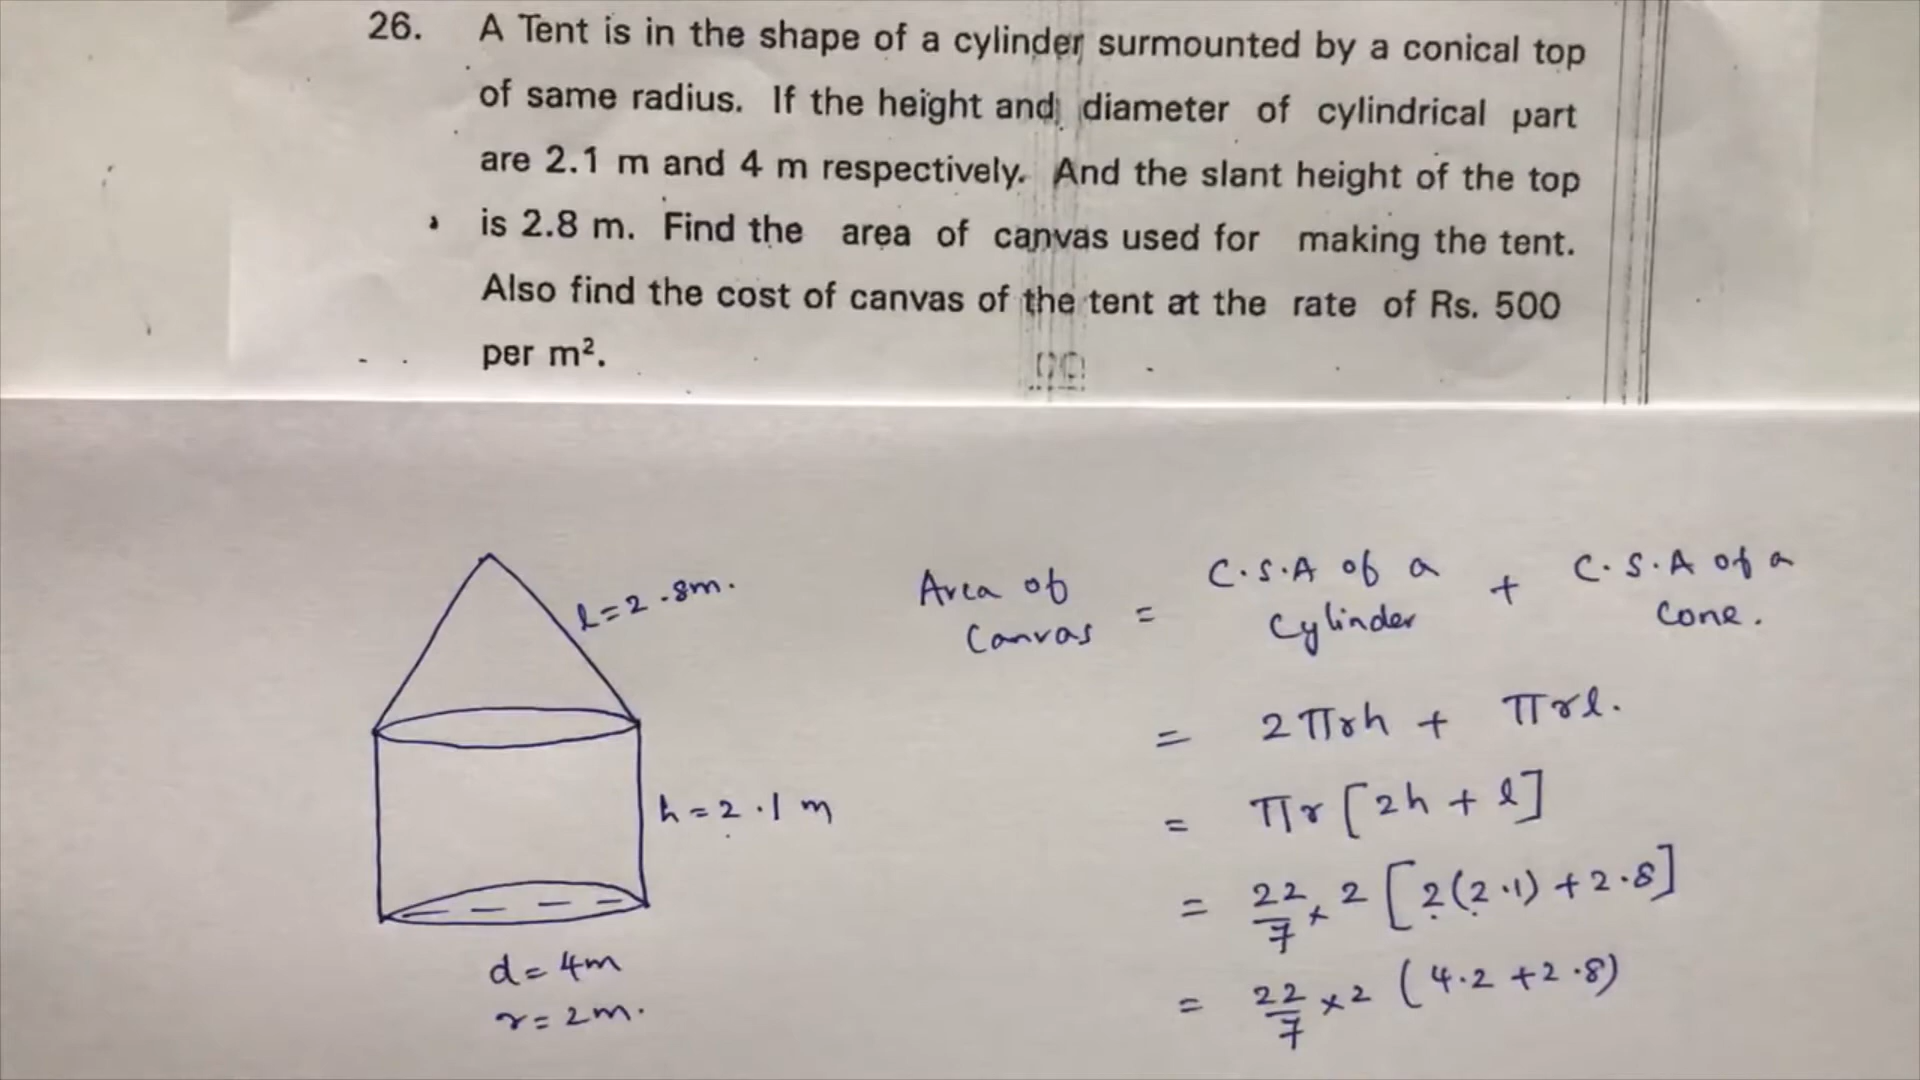 26. A Tent is in the shape of a cylinder surmounted by a conical top
of same radius. If the height and diameter of cylindrical part
are 2.1 m and 4 m respectively. And the slant height of the top
is 2.8 m. Find the area of canvas used for making the tent.
Also find the cost of canvas of the tent at the rate of Rs. 500
per m².
l=2.8m.
h=2.1 m
d=4m
r=2m.
Area of Canvas = C.S.A of a Cylinder + C.S.A of a Cone.
= 2πrh + πrl.
= πr[2h+l]
= 22/7 × 2 [2(2.1)+2.8]
= 22/7 × 2 (4.2+2.8)